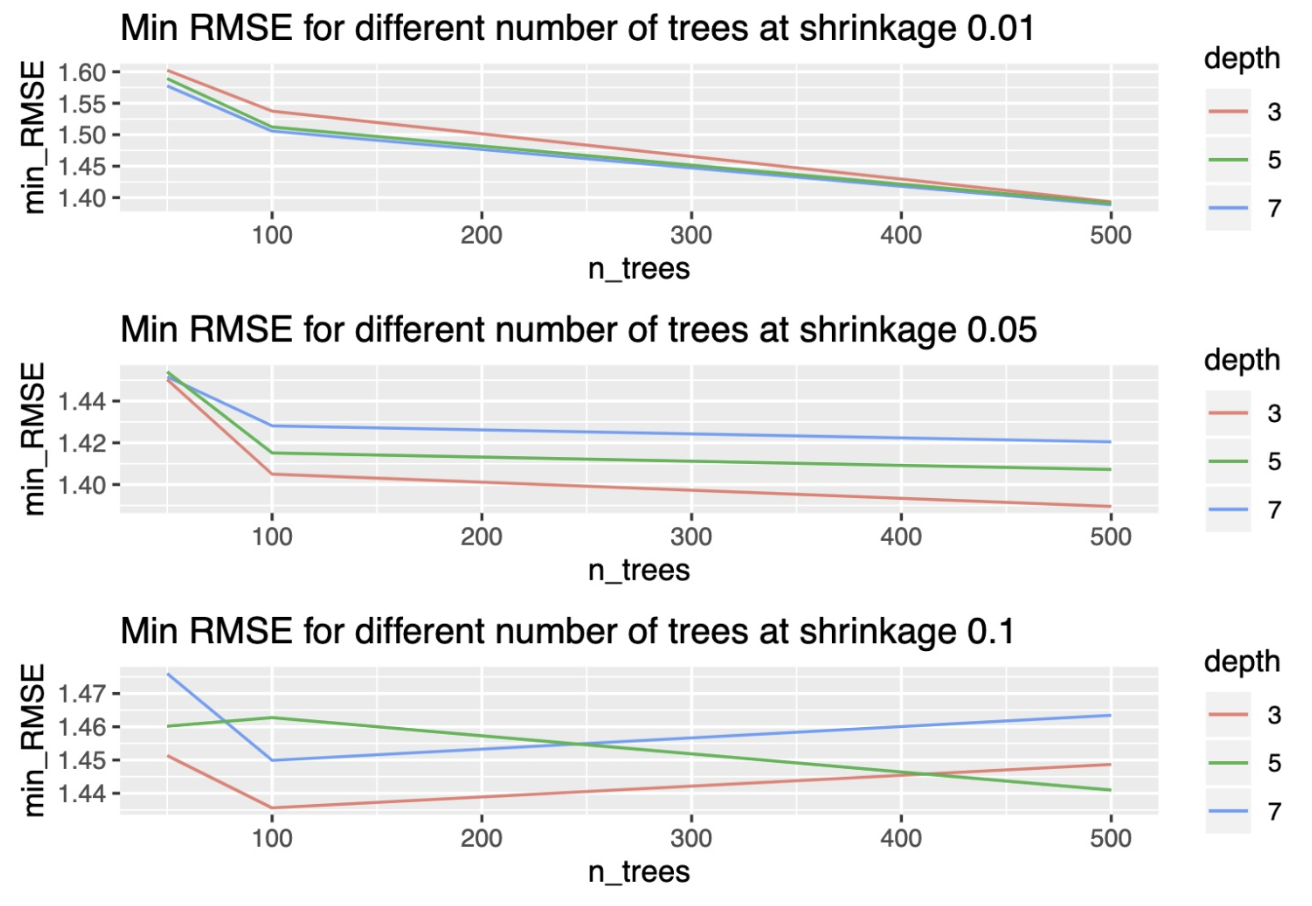 Min RMSE for different number of trees at shrinkage 0.01
min_RMSE
1.60
1.55
1.50
1.45
1.40
100 200 300 400 500
n_trees
depth
3
5
7
Min RMSE for different number of trees at shrinkage 0.05
min_RMSE
1.44
1.42
1.40
100 200 300 400 500
n_trees
depth
3
5
7
Min RMSE for different number of trees at shrinkage 0.1
min_RMSE
1.47
1.46
1.45
1.44
100 200 300 400 500
n_trees
depth
3
5
7